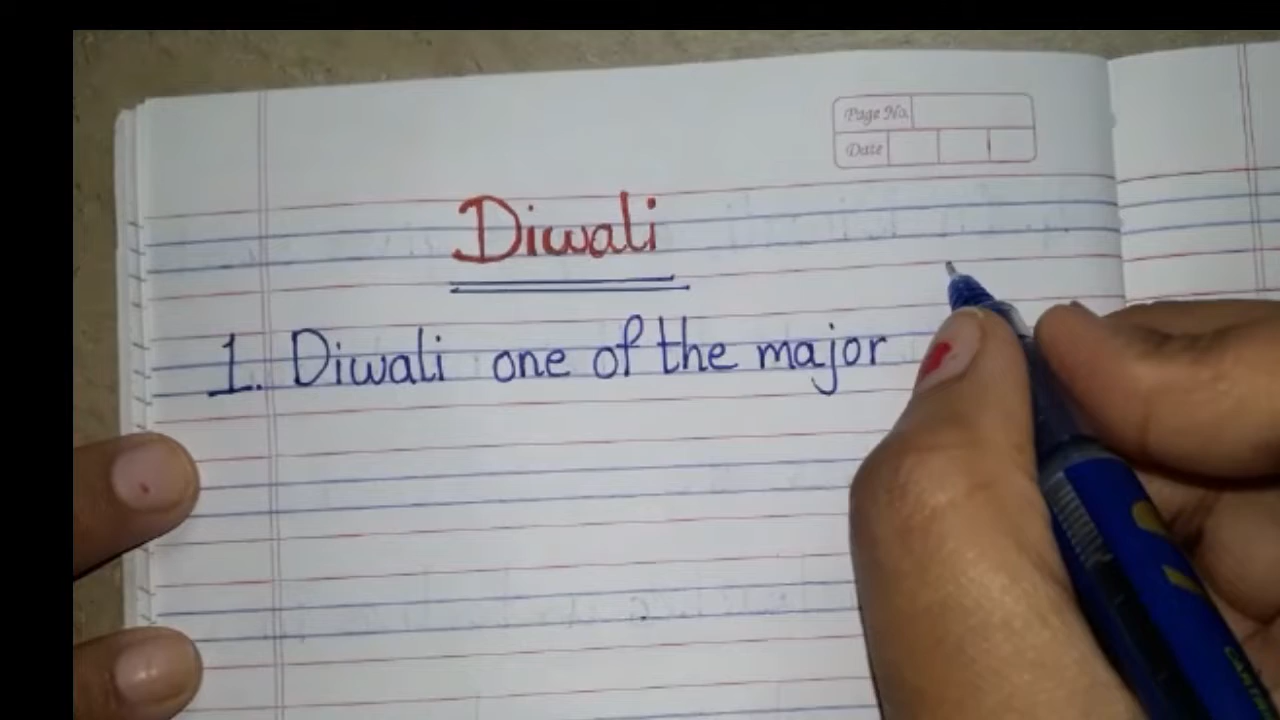 Page No.
Date
Diwali
1. Diwali one of the major